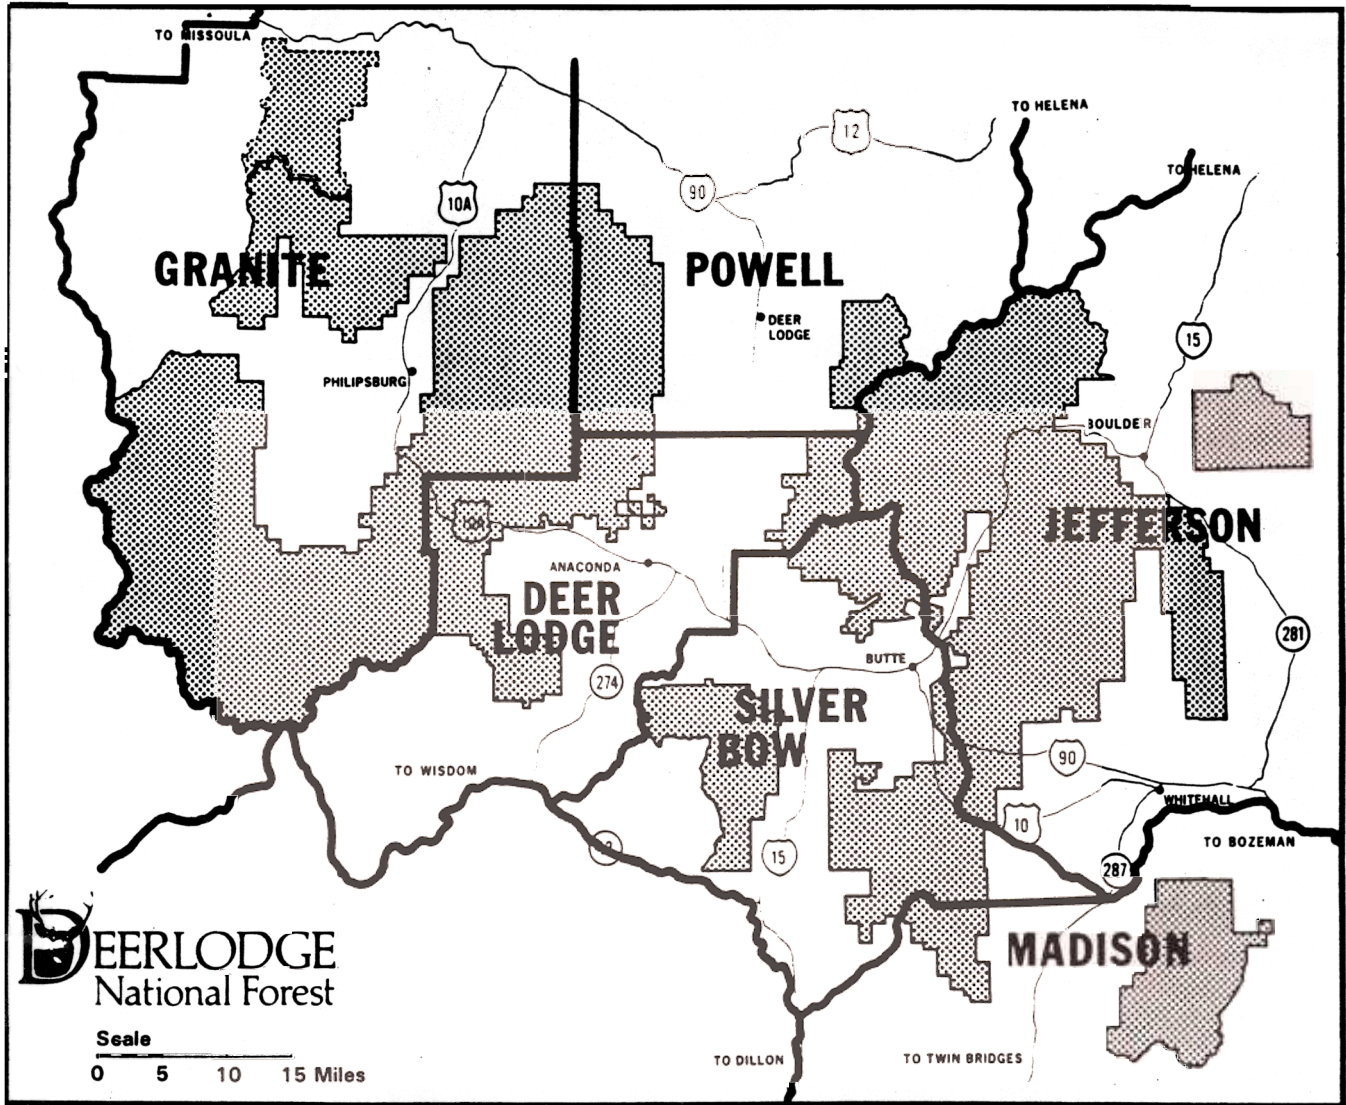 TO MISSOULA
TO HELENA
12
TO HELENA
90
10A
GRANITE
POWELL
DEER
LODGE
15
PHILIPSBURG
BOULDER
10A
JEFFERSON
ANACONDA
DEER
LODGE
281
BUTTE
274
SILVER
BOW
90
TO WISDOM
WHITEHALL
10
TO BOZEMAN
15
287
DEERLODGE
National Forest
MADISON
Scale
0 5 10 15 Miles
TO DILLON
TO TWIN BRIDGES